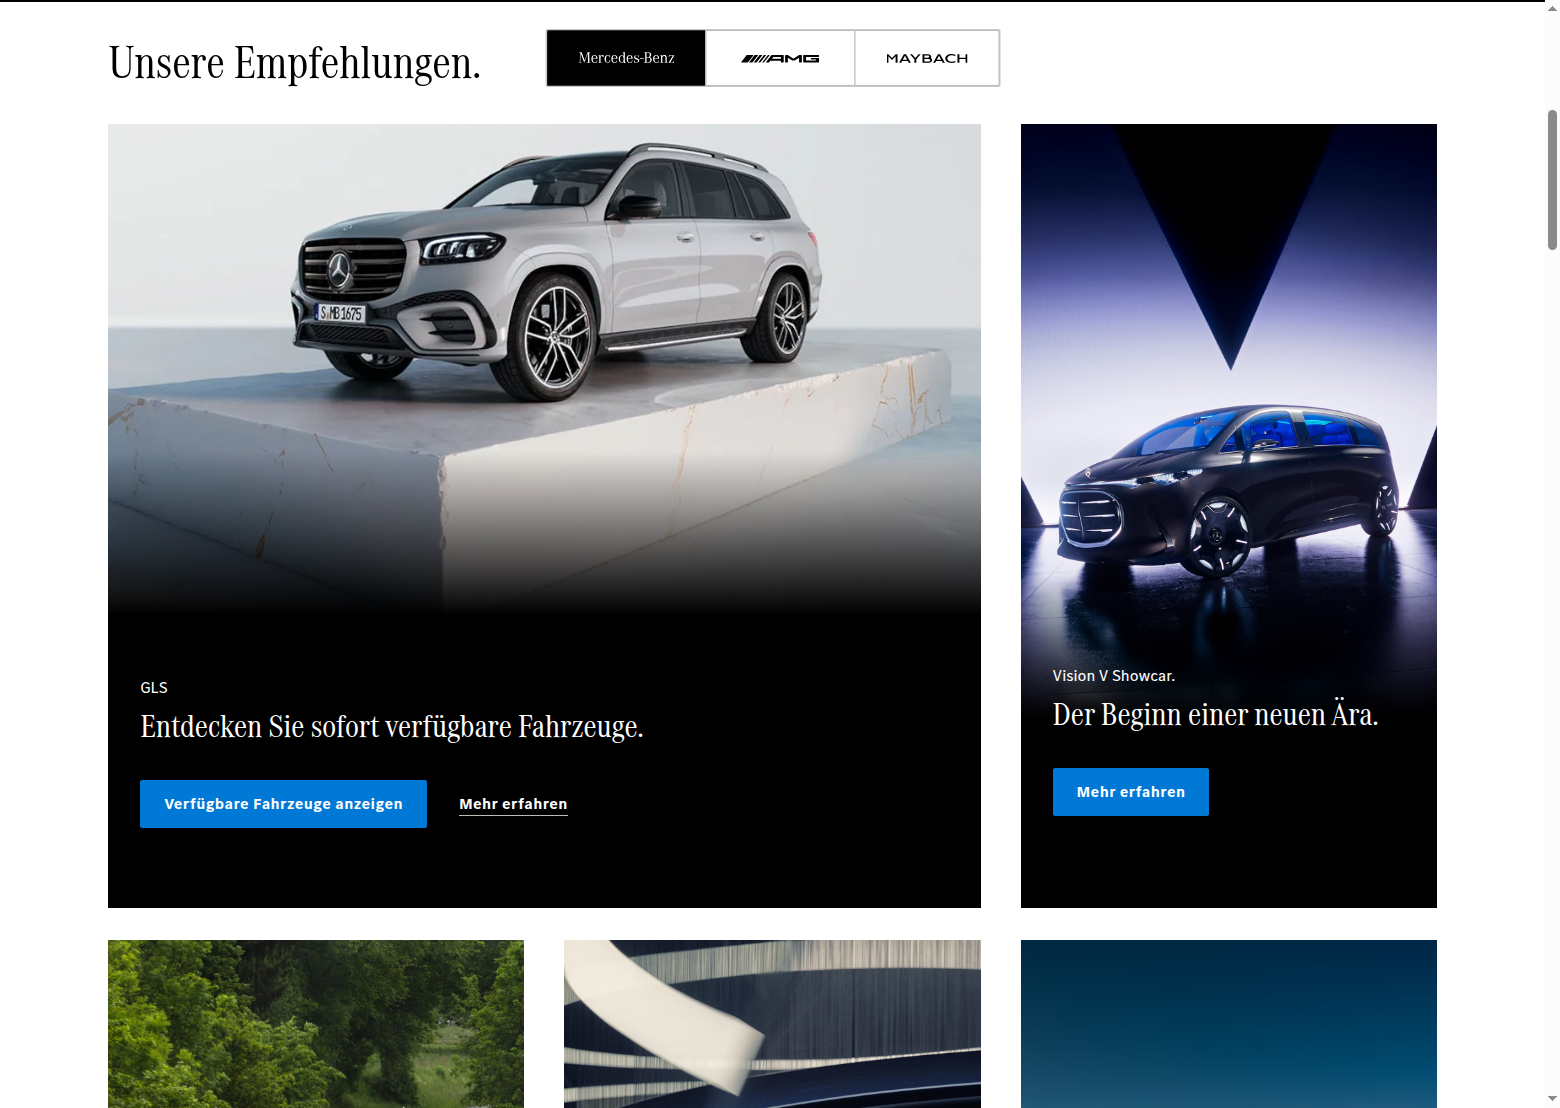 Unsere Empfehlungen.
Mercedes-Benz
AMG
MAYBACH
S MB 1675
GLS
Entdecken Sie sofort verfügbare Fahrzeuge.
Verfügbare Fahrzeuge anzeigen
Mehr erfahren
Vision V Showcar.
Der Beginn einer neuen Ära.
Mehr erfahren